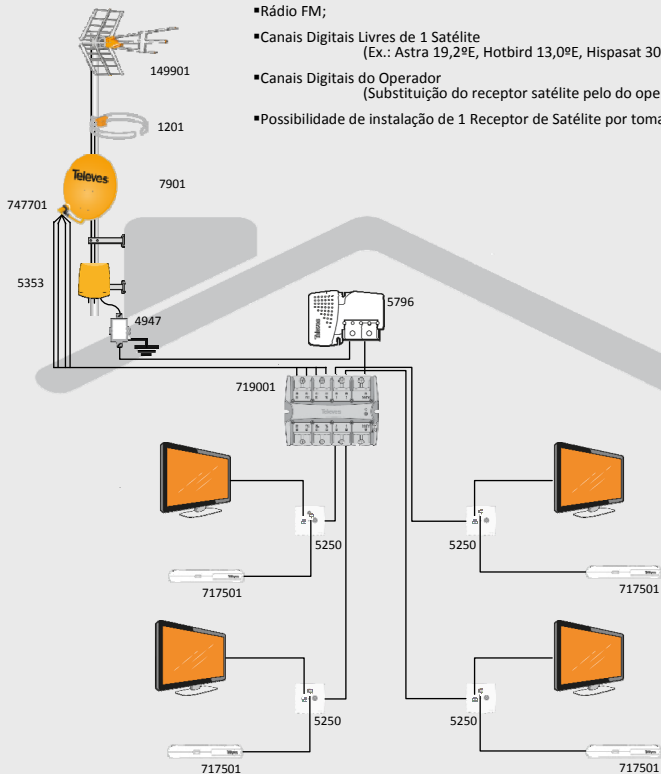 ▪Rádio FM;
▪Canais Digitais Livres de 1 Satélite
(Ex.: Astra 19,2ºE, Hotbird 13,0ºE, Hispasat 30
▪Canais Digitais do Operador
(Substituição do receptor satélite pelo do ope
▪Possibilidade de instalação de 1 Receptor de Satélite por toma
149901
1201
Televes
7901
747701
5353
4947
5796
719001
Televes
5250
5250
717501
717501
5250
5250
717501
717501